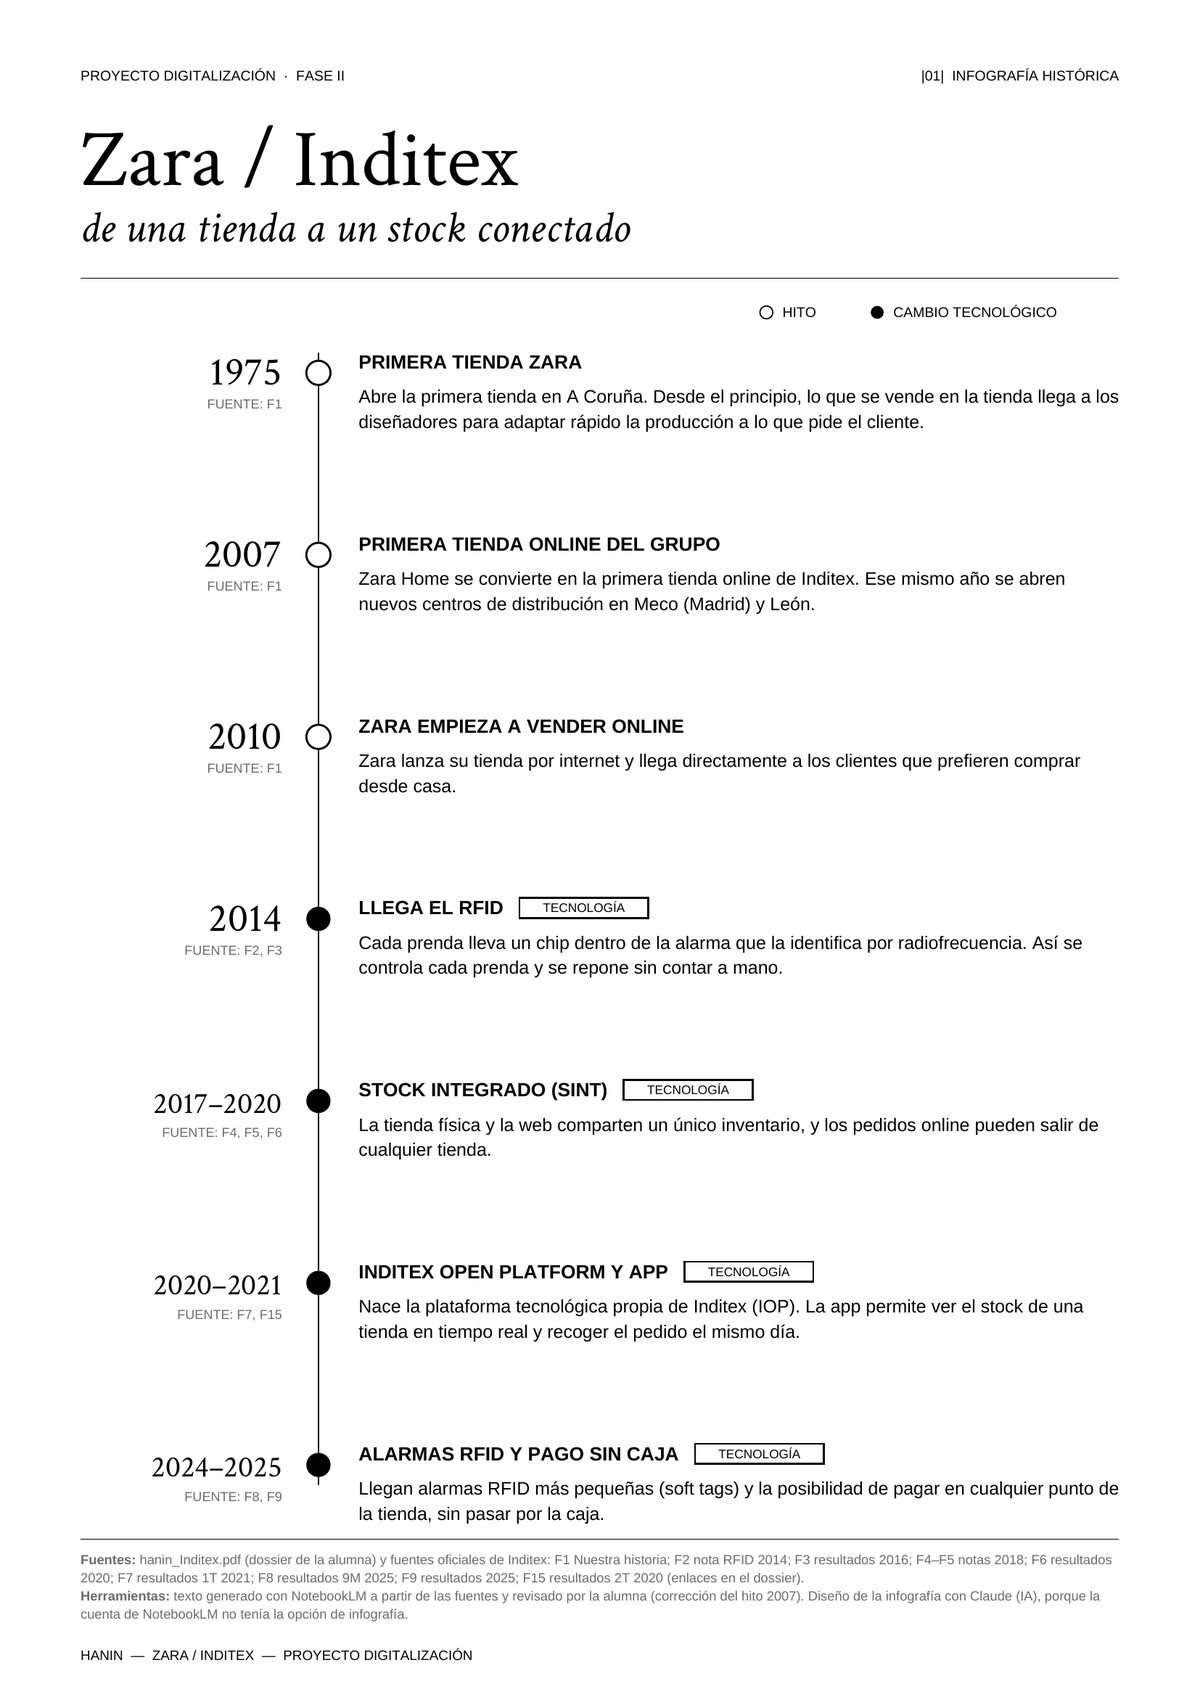 PROYECTO DIGITALIZACIÓN · FASE II
|01| INFOGRAFÍA HISTÓRICA
Zara / Inditex
de una tienda a un stock conectado
HITO
CAMBIO TECNOLÓGICO
1975
FUENTE: F1
PRIMERA TIENDA ZARA
Abre la primera tienda en A Coruña. Desde el principio, lo que se vende en la tienda llega a los
diseñadores para adaptar rápido la producción a lo que pide el cliente.
2007
FUENTE: F1
PRIMERA TIENDA ONLINE DEL GRUPO
Zara Home se convierte en la primera tienda online de Inditex. Ese mismo año se abren
nuevos centros de distribución en Meco (Madrid) y León.
2010
FUENTE: F1
ZARA EMPIEZA A VENDER ONLINE
Zara lanza su tienda por internet y llega directamente a los clientes que prefieren comprar
desde casa.
2014
FUENTE: F2, F3
LLEGA EL RFID
TECNOLOGÍA
Cada prenda lleva un chip dentro de la alarma que la identifica por radiofrecuencia. Así se
controla cada prenda y se repone sin contar a mano.
2017–2020
FUENTE: F4, F5, F6
STOCK INTEGRADO (SINT)
TECNOLOGÍA
La tienda física y la web comparten un único inventario, y los pedidos online pueden salir de
cualquier tienda.
2020–2021
FUENTE: F7, F15
INDITEX OPEN PLATFORM Y APP
TECNOLOGÍA
Nace la plataforma tecnológica propia de Inditex (IOP). La app permite ver el stock de una
tienda en tiempo real y recoger el pedido el mismo día.
2024–2025
FUENTE: F8, F9
ALARMAS RFID Y PAGO SIN CAJA
TECNOLOGÍA
Llegan alarmas RFID más pequeñas (soft tags) y la posibilidad de pagar en cualquier punto de
la tienda, sin pasar por la caja.
Fuentes: hanin_Inditex.pdf (dossier de la alumna) y fuentes oficiales de Inditex: F1 Nuestra historia; F2 nota RFID 2014; F3 resultados 2016; F4–F5 notas 2018; F6 resultados
2020; F7 resultados 1T 2021; F8 resultados 9M 2025; F9 resultados 2025; F15 resultados 2T 2020 (enlaces en el dossier).
Herramientas: texto generado con NotebookLM a partir de las fuentes y revisado por la alumna (corrección del hito 2007). Diseño de la infografía con Claude (IA), porque la
cuenta de NotebookLM no tenía la opción de infografía.
HANIN — ZARA / INDITEX — PROYECTO DIGITALIZACIÓN